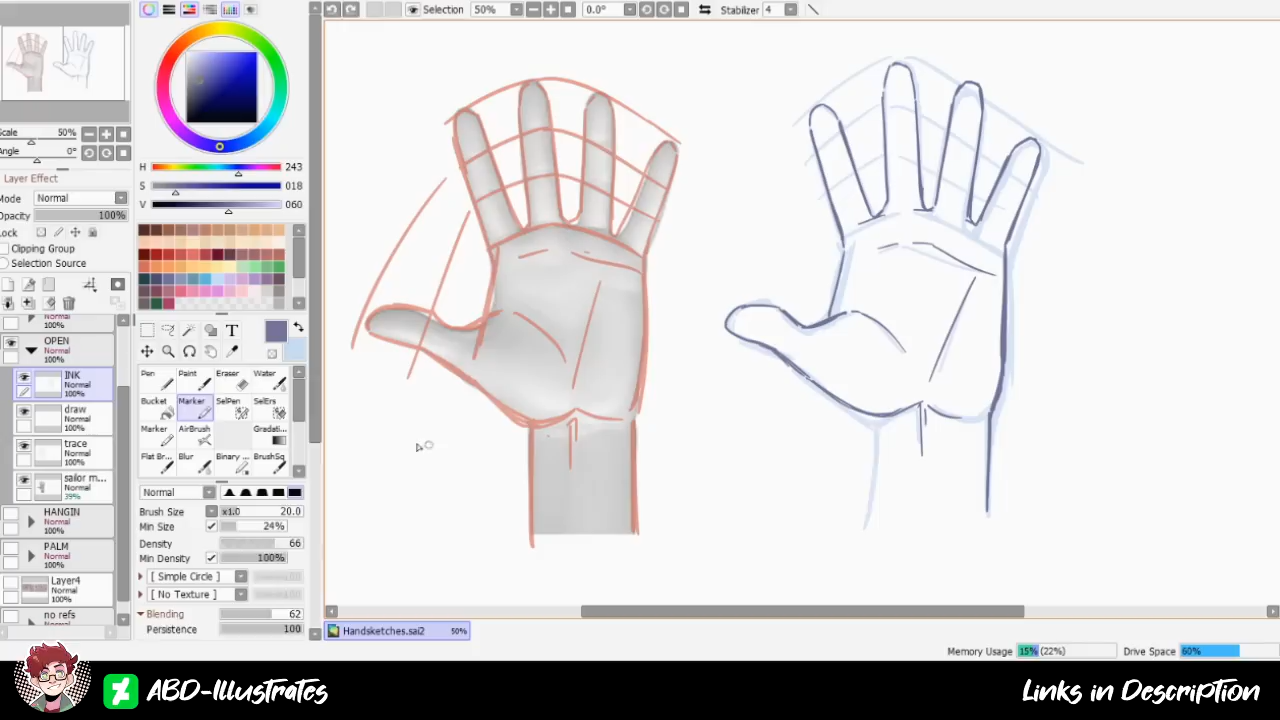 Selection 50% 0.0° Stabilizer 4
Scale 50%
Angle 0°
Layer Effect
Mode Normal
Opacity 100%
Lock
Clipping Group
Selection Source
Normal
100%
OPEN
Normal
100%
INK
Normal
100%
draw
Normal
100%
trace
Normal
100%
sailor m...
Normal
39%
HANGIN
Normal
100%
PALM
Normal
100%
Layer4
Normal
100%
no refs
Normal
H 243
S 018
V 060
T
Pen Paint Eraser Water
Bucket Marker SelPen SelErs
Marker AirBrush Gradati
Flat Br... Blur Binary ... BrushSq
Normal
Brush Size x1.0 20.0
Min Size 24%
Density 66
Min Density 100%
[ Simple Circle ]
[ No Texture ]
Blending 62
Persistence 100
Handsketches.sai2 50%
Memory Usage 15% (22%) Drive Space 60%
ABD-Illustrates
Links in Description